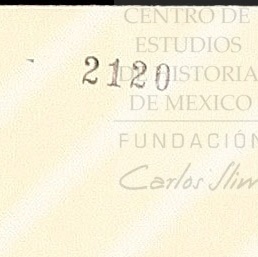 CENTRO DE
ESTUDIOS
DE HISTORIA
DE MEXICO
2120
FUNDACIÓN
Carlos Slim